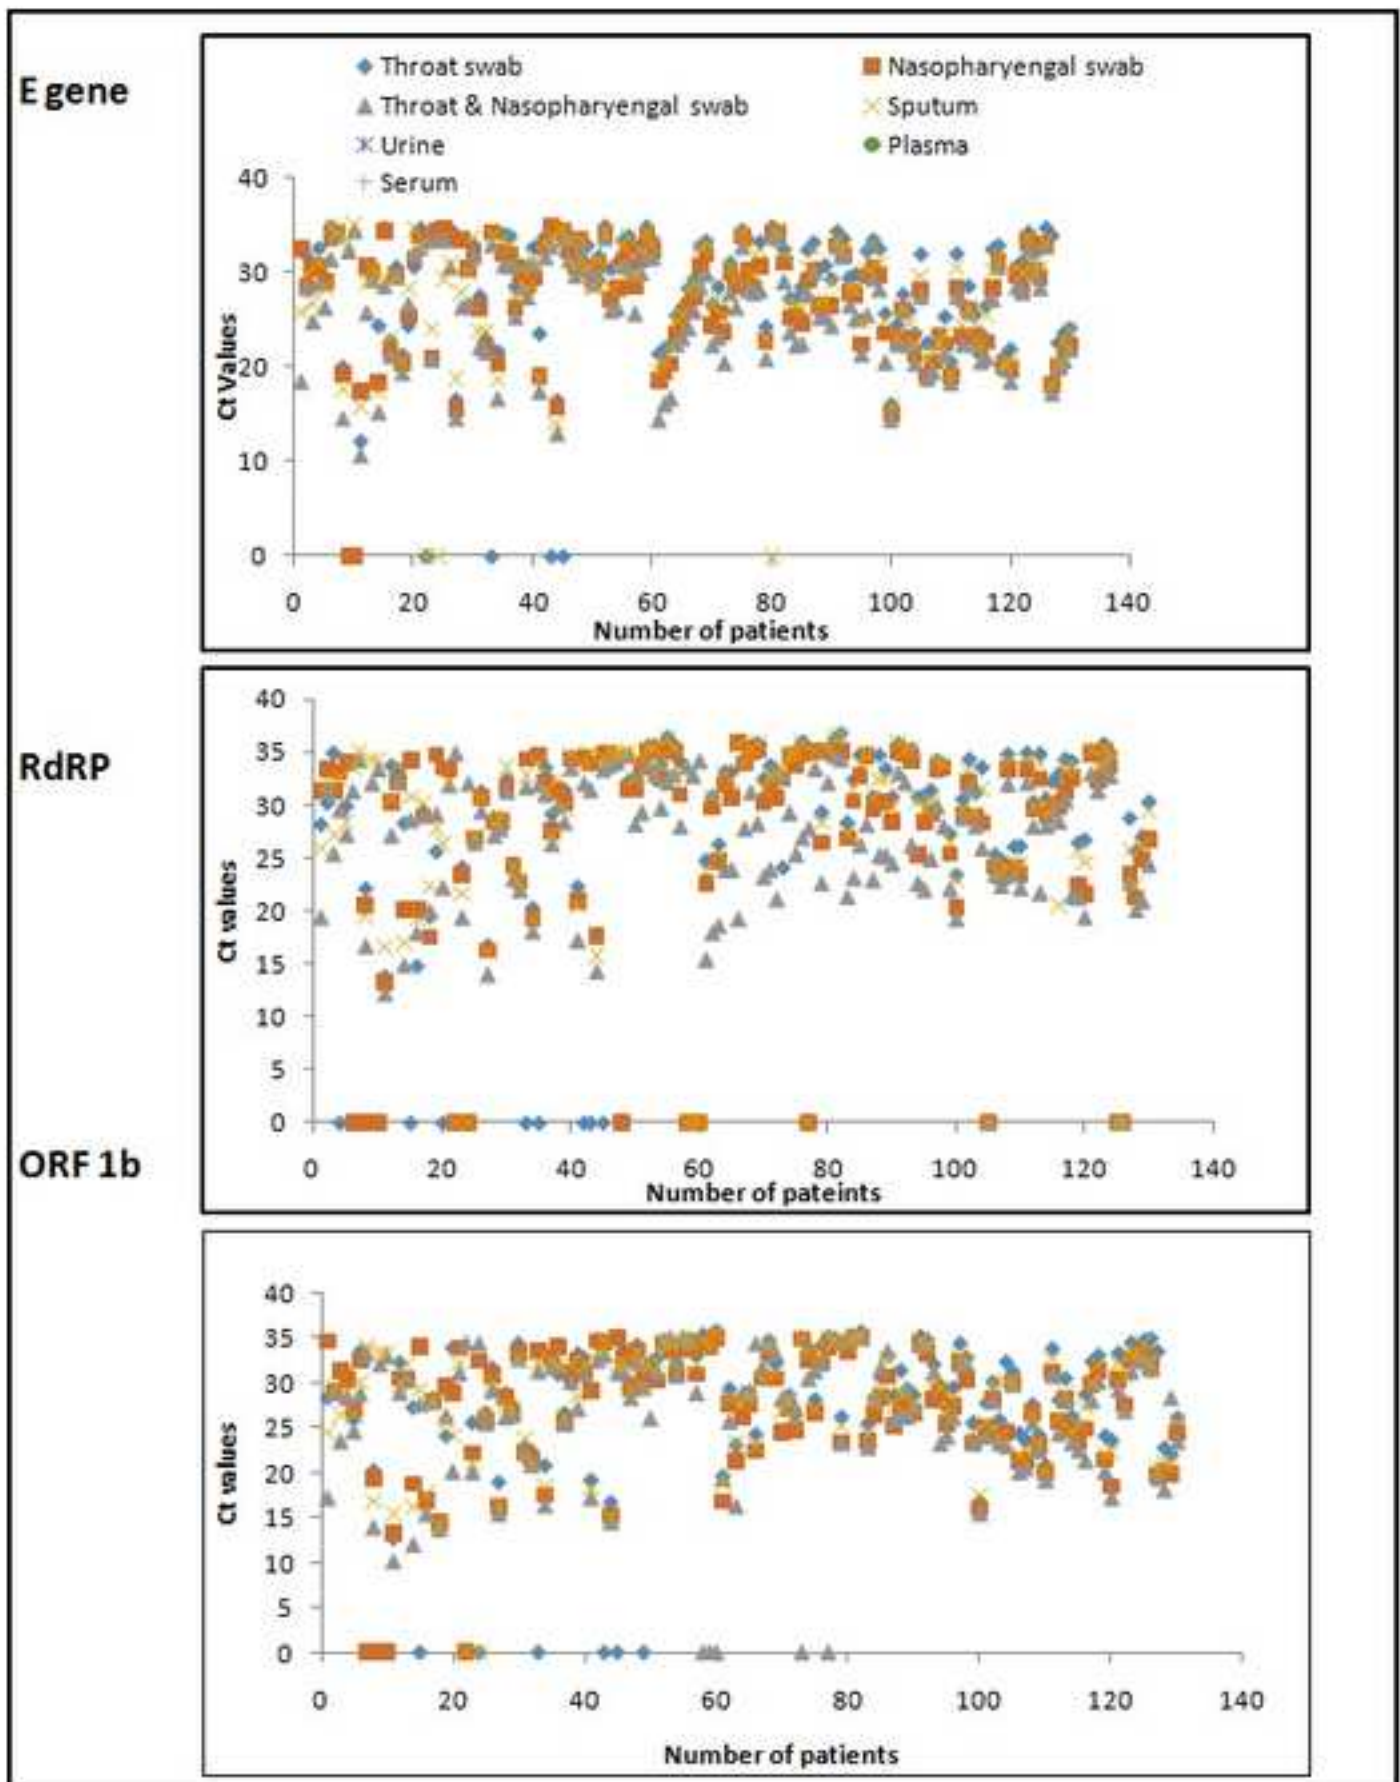 E gene
Throat swab
Nasopharyengal swab
Throat & Nasopharyengal swab
Sputum
Urine
Plasma
Serum
40
30
20
10
0
Ct Values
0 20 40 60 80 100 120 140
Number of patients
RdRP
40
35
30
25
20
15
10
5
0
Ct values
0 20 40 60 80 100 120 140
Number of pateints
ORF 1b
40
35
30
25
20
15
10
5
0
Ct values
0 20 40 60 80 100 120 140
Number of patients